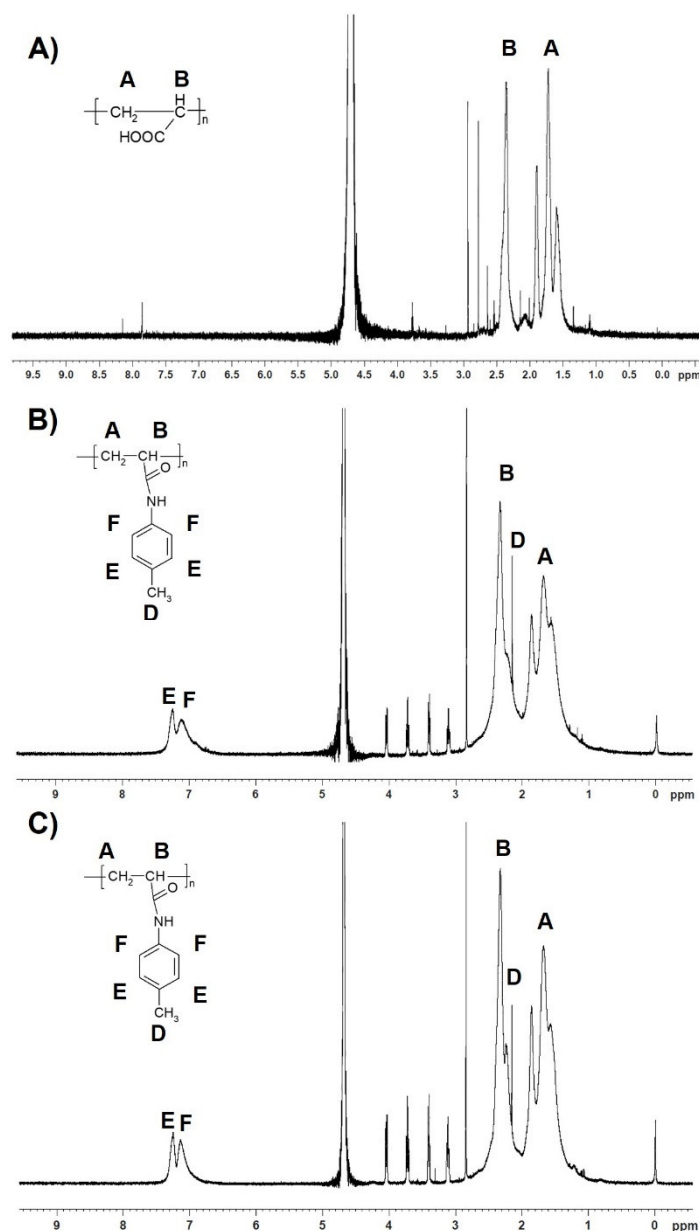 A)
B A
A B
H
CH2
n
HOOC
9.5 9.0 8.5 8.0 7.5 7.0 6.5 6.0 5.5 5.0 4.5 4.0 3.5 3.0 2.5 2.0 1.5 1.0 0.5 0.0 ppm
B)
A B
CH2 CH n
O
NH
F F
E E
CH3
D
B
D
A
E F
9 8 7 6 5 4 3 2 1 0 ppm
C)
A B
CH2 CH n
O
NH
F F
E E
CH3
D
B
D
A
E F
9 8 7 6 5 4 3 2 1 0 ppm